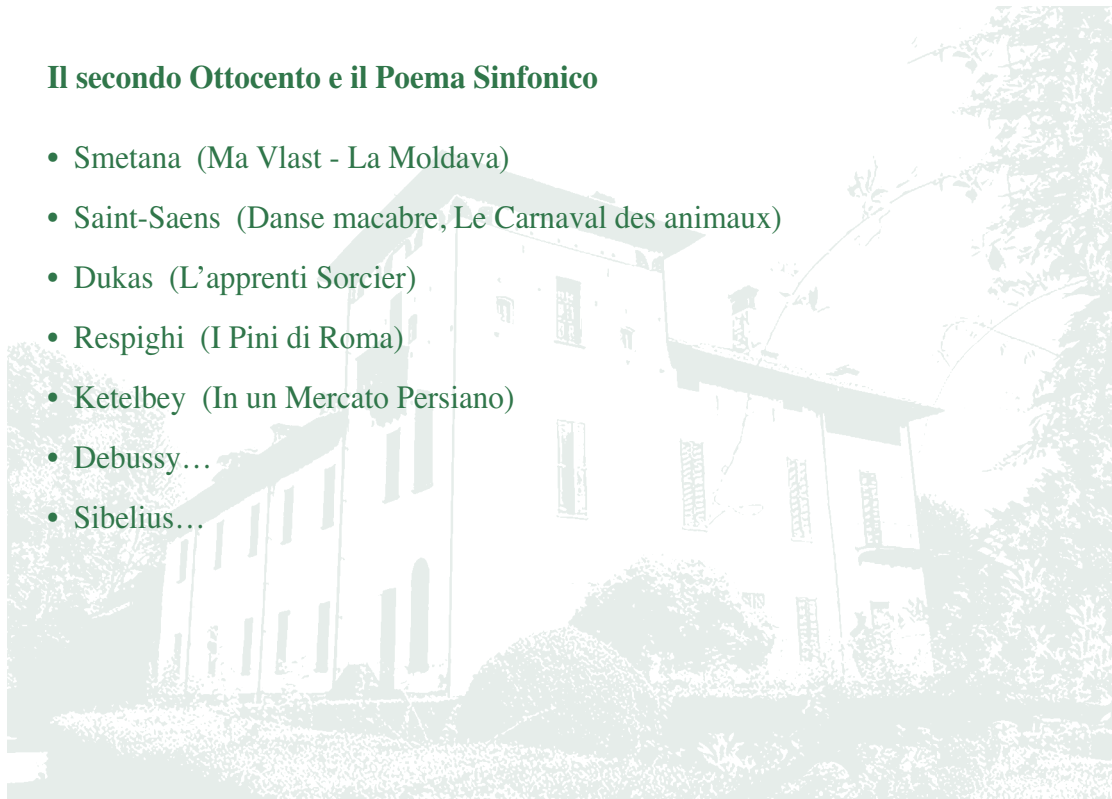 Il secondo Ottocento e il Poema Sinfonico
• Smetana (Ma Vlast - La Moldava)
• Saint-Saens (Danse macabre, Le Carnaval des animaux)
• Dukas (L’apprenti Sorcier)
• Respighi (I Pini di Roma)
• Ketelbey (In un Mercato Persiano)
• Debussy…
• Sibelius…